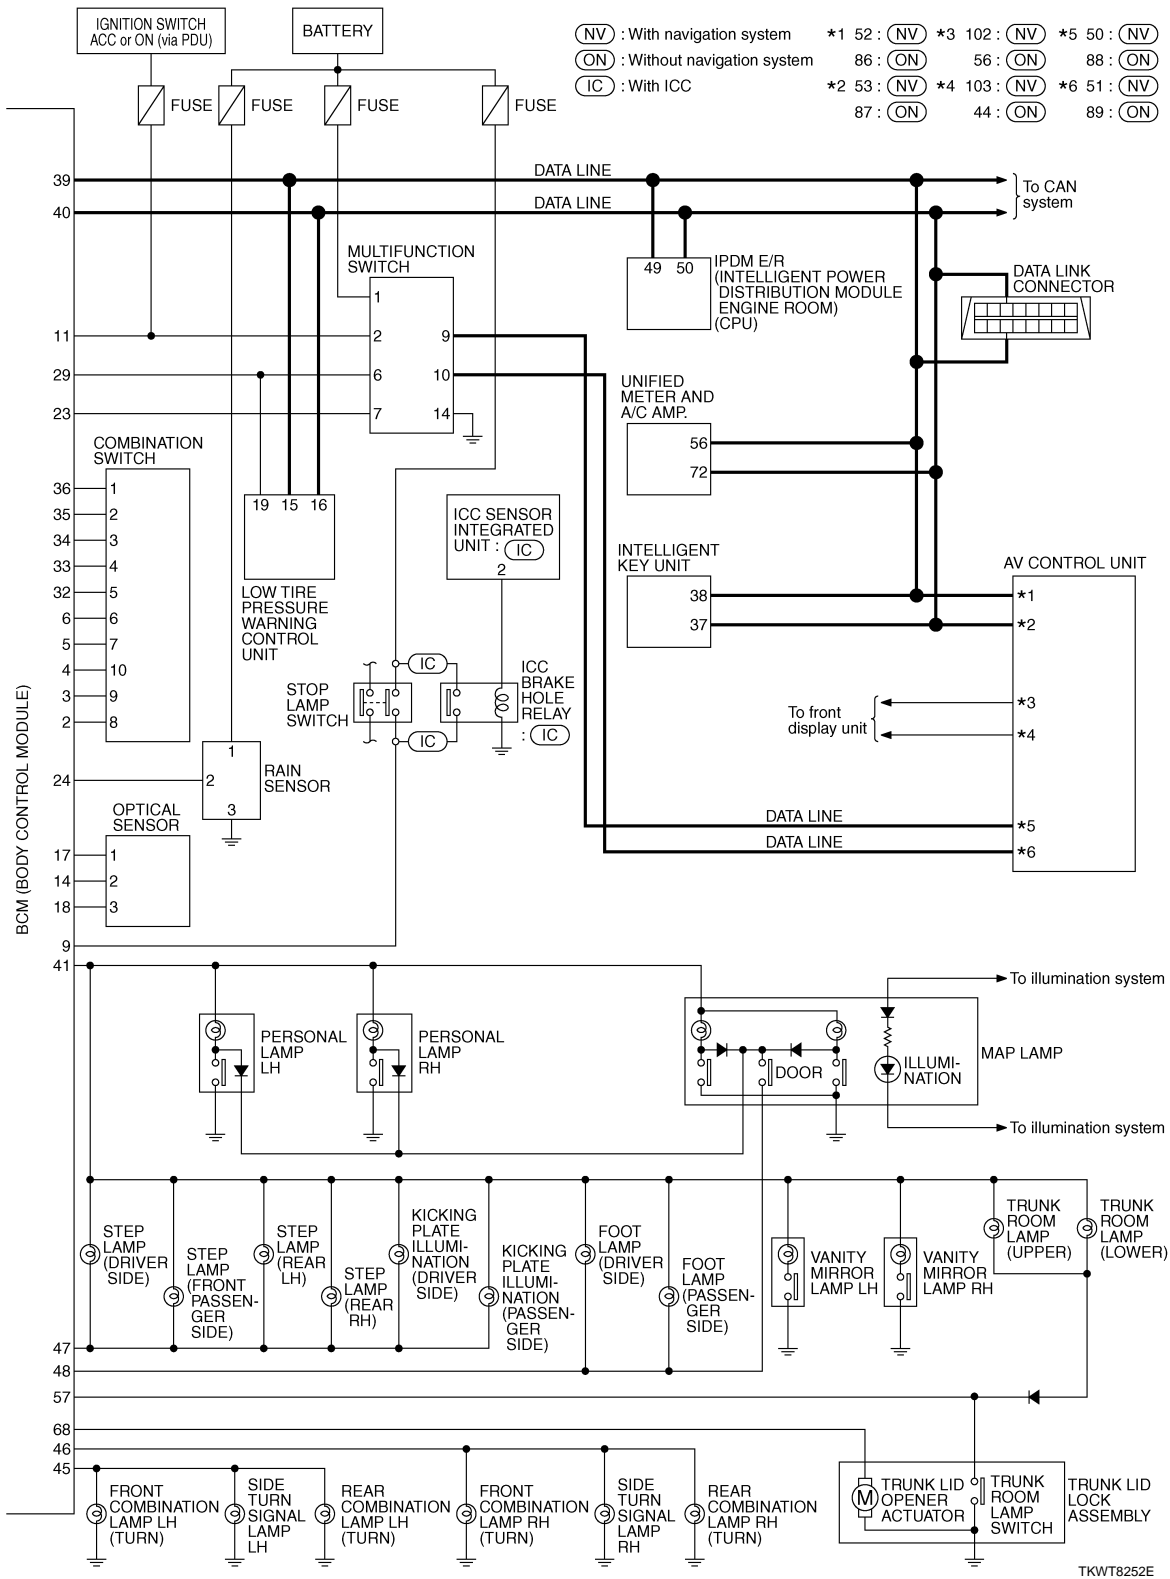 IGNITION SWITCH
ACC or ON (via PDU)
BATTERY
NV : With navigation system
ON : Without navigation system
IC : With ICC
*1 52 : NV *3 102 : NV *5 50 : NV
86 : ON 56 : ON 88 : ON
*2 53 : NV *4 103 : NV *6 51 : NV
87 : ON 44 : ON 89 : ON
FUSE FUSE FUSE FUSE
39
DATA LINE
40
DATA LINE
To CAN
system
MULTIFUNCTION
SWITCH
1
2
6
7
9
10
14
11
29
23
49 50
IPDM E/R
(INTELLIGENT POWER
DISTRIBUTION MODULE
ENGINE ROOM)
(CPU)
DATA LINK
CONNECTOR
UNIFIED
METER AND
A/C AMP.
56
72
COMBINATION
SWITCH
36 1
35 2
34 3
33 4
32 5
6 6
5 7
4 10
3 9
2 8
19 15 16
LOW TIRE
PRESSURE
WARNING
CONTROL
UNIT
ICC SENSOR
INTEGRATED
UNIT : IC
2
INTELLIGENT
KEY UNIT
38
37
AV CONTROL UNIT
*1
*2
*3
*4
*5
*6
To front
display unit
DATA LINE
DATA LINE
STOP
LAMP
SWITCH
IC
IC
ICC
BRAKE
HOLE
RELAY
: IC
BCM (BODY CONTROL MODULE)
24
1
2
3
RAIN
SENSOR
OPTICAL
SENSOR
17 1
14 2
18 3
9
41
PERSONAL
LAMP
LH
PERSONAL
LAMP
RH
DOOR
ILLUMI-
NATION
MAP LAMP
To illumination system
To illumination system
STEP
LAMP
(DRIVER
SIDE)
STEP
LAMP
(FRONT
PASSEN-
GER
SIDE)
STEP
LAMP
(REAR
LH)
STEP
LAMP
(REAR
RH)
KICKING
PLATE
ILLUMI-
NATION
(DRIVER
SIDE)
KICKING
PLATE
ILLUMI-
NATION
(PASSEN-
GER
SIDE)
FOOT
LAMP
(DRIVER
SIDE)
FOOT
LAMP
(PASSEN-
GER
SIDE)
VANITY
MIRROR
LAMP LH
VANITY
MIRROR
LAMP RH
TRUNK
ROOM
LAMP
(UPPER)
TRUNK
ROOM
LAMP
(LOWER)
47
48
57
68
46
45
FRONT
COMBINATION
LAMP LH
(TURN)
SIDE
TURN
SIGNAL
LAMP
LH
REAR
COMBINATION
LAMP LH
(TURN)
FRONT
COMBINATION
LAMP RH
(TURN)
SIDE
TURN
SIGNAL
LAMP
RH
REAR
COMBINATION
LAMP RH
(TURN)
M
TRUNK LID
OPENER
ACTUATOR
TRUNK
ROOM
LAMP
SWITCH
TRUNK LID
LOCK
ASSEMBLY
TKWT8252E